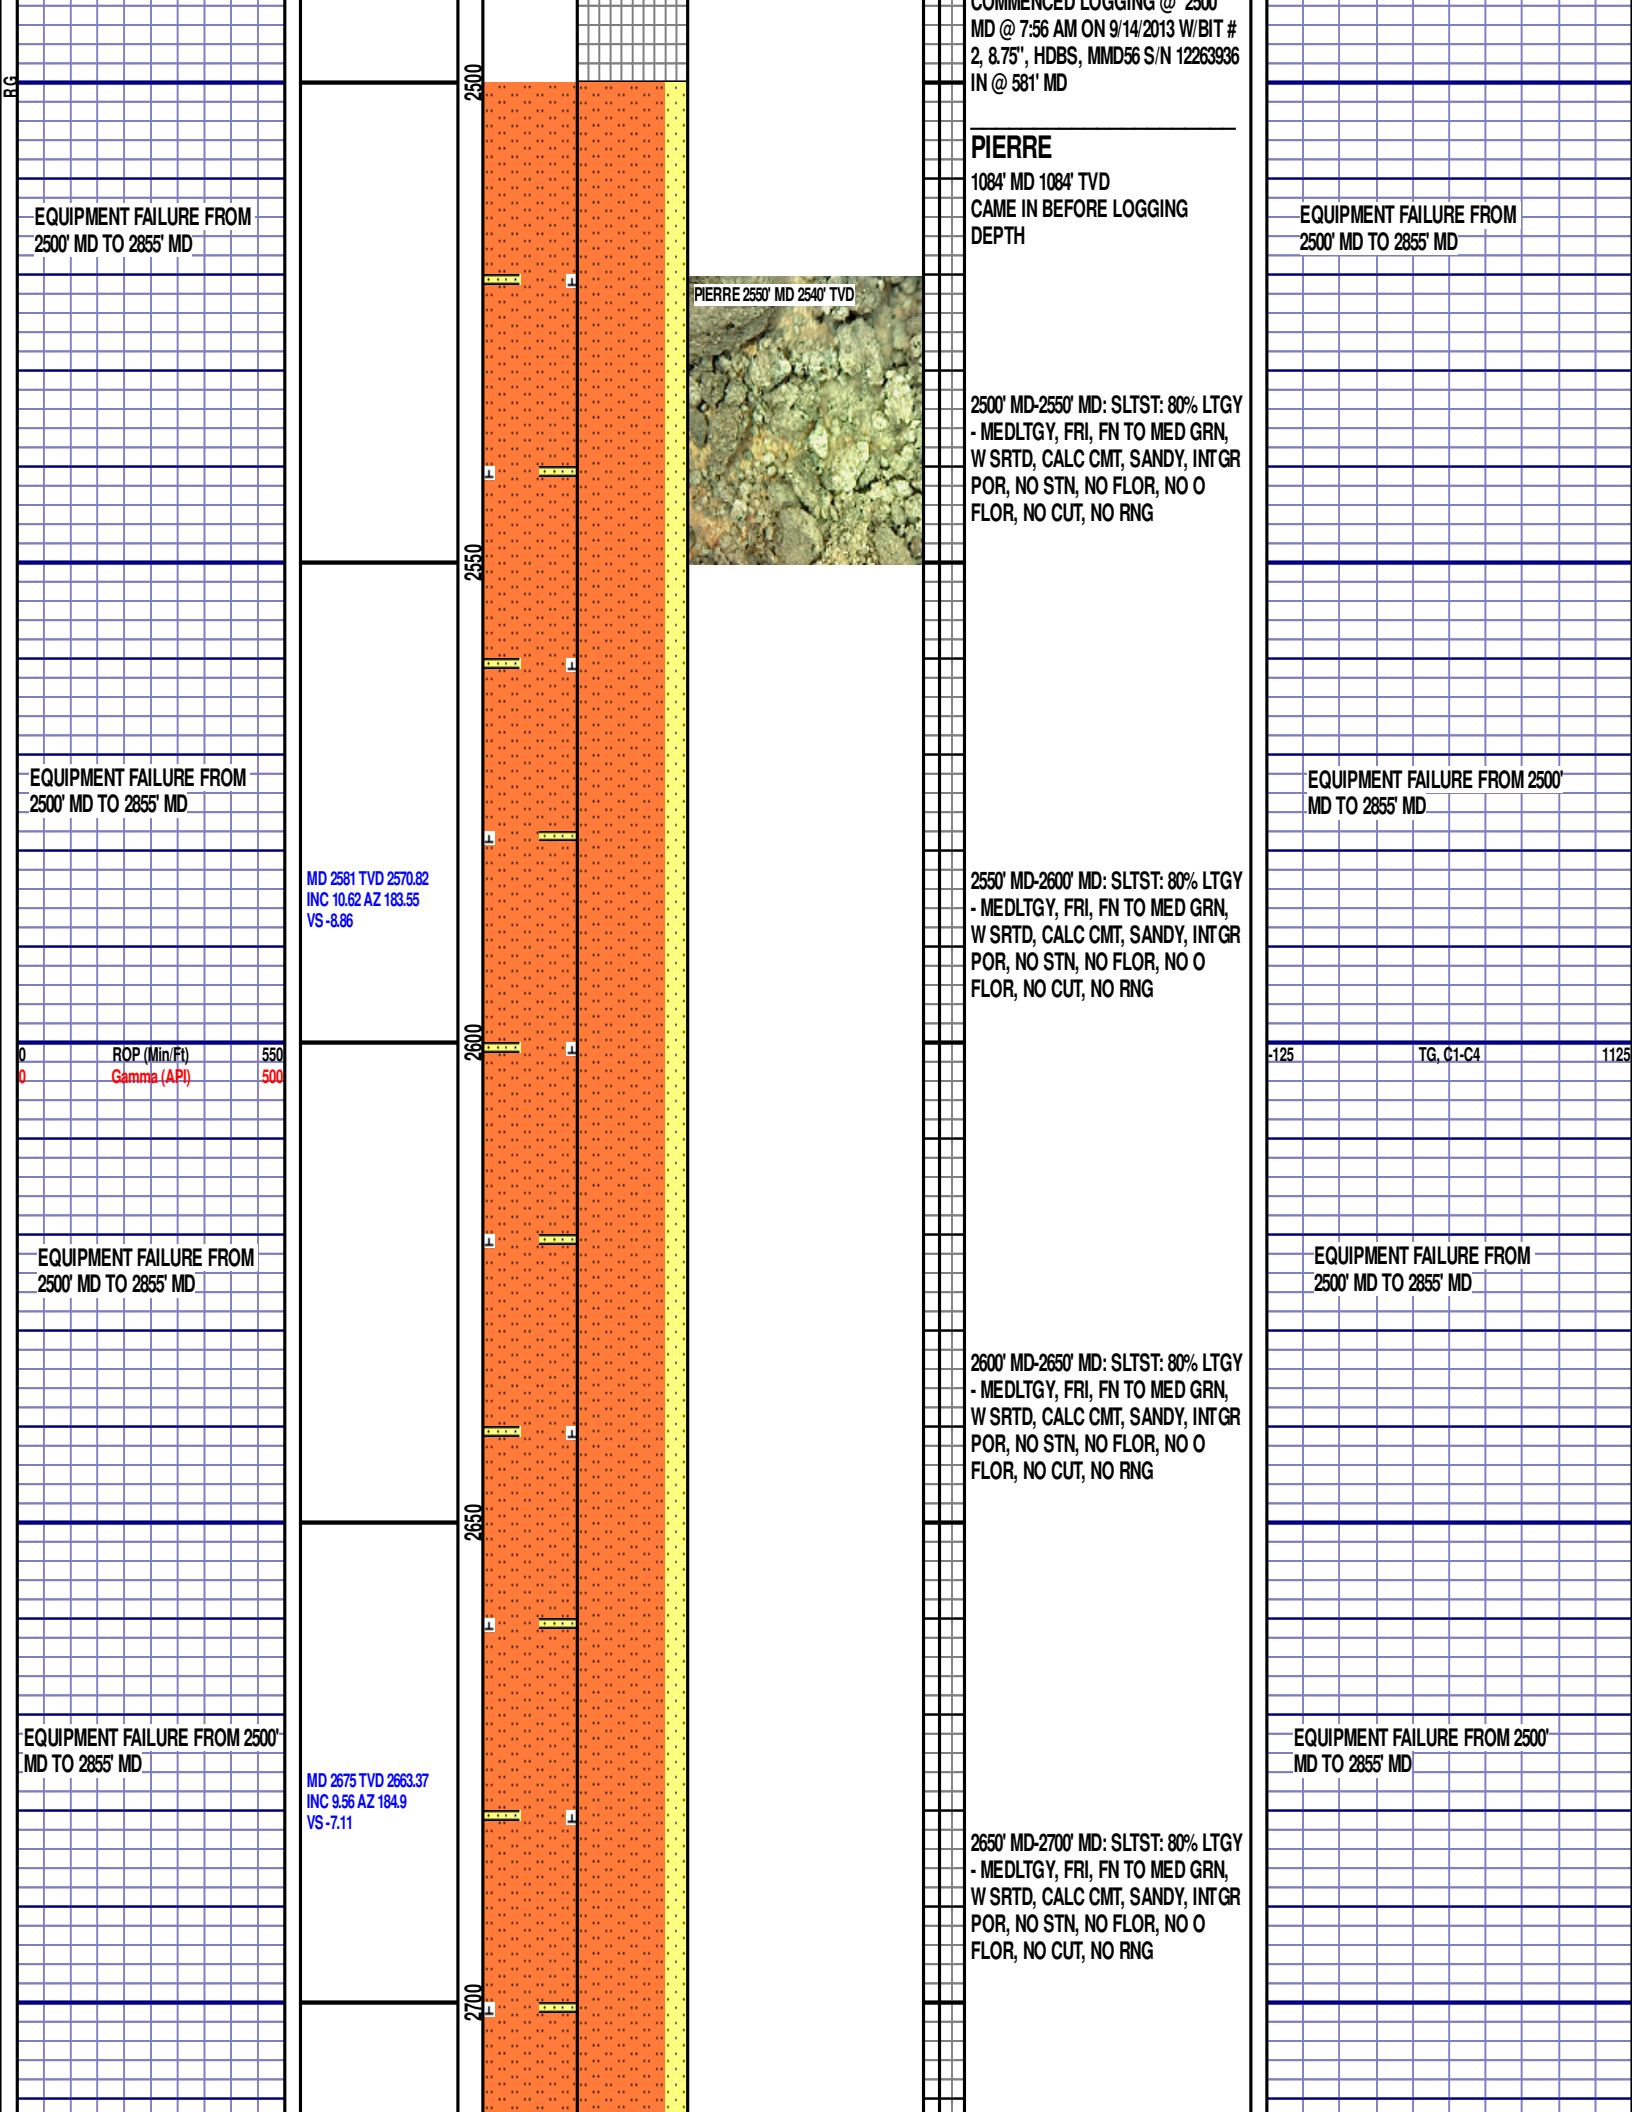 COMMENCED LOGGING @ 2500'
MD @ 7:56 AM ON 9/14/2013 W/BIT #
2, 8.75", HDBS, MMD56 S/N 12263936
IN @ 581' MD
RG
2500
PIERRE
1084' MD 1084' TVD
CAME IN BEFORE LOGGING
DEPTH
EQUIPMENT FAILURE FROM
2500' MD TO 2855' MD
EQUIPMENT FAILURE FROM
2500' MD TO 2855' MD
PIERRE 2550' MD 2540' TVD
2500' MD-2550' MD: SLTST: 80% LTGY
- MEDLTGY, FRI, FN TO MED GRN,
W SRTD, CALC CMT, SANDY, INTGR
POR, NO STN, NO FLOR, NO O
FLOR, NO CUT, NO RNG
2550
EQUIPMENT FAILURE FROM
2500' MD TO 2855' MD
EQUIPMENT FAILURE FROM 2500'
MD TO 2855' MD
MD 2581 TVD 2570.82
INC 10.62 AZ 183.55
VS -8.86
2550' MD-2600' MD: SLTST: 80% LTGY
- MEDLTGY, FRI, FN TO MED GRN,
W SRTD, CALC CMT, SANDY, INTGR
POR, NO STN, NO FLOR, NO O
FLOR, NO CUT, NO RNG
2600
0 ROP (Min/Ft) 550
0 Gamma (API) 500
-125 TG, C1-C4 1125
EQUIPMENT FAILURE FROM
2500' MD TO 2855' MD
EQUIPMENT FAILURE FROM
2500' MD TO 2855' MD
2600' MD-2650' MD: SLTST: 80% LTGY
- MEDLTGY, FRI, FN TO MED GRN,
W SRTD, CALC CMT, SANDY, INTGR
POR, NO STN, NO FLOR, NO O
FLOR, NO CUT, NO RNG
2650
EQUIPMENT FAILURE FROM 2500'
MD TO 2855' MD
EQUIPMENT FAILURE FROM 2500'
MD TO 2855' MD
MD 2675 TVD 2663.37
INC 9.56 AZ 184.9
VS -7.11
2650' MD-2700' MD: SLTST: 80% LTGY
- MEDLTGY, FRI, FN TO MED GRN,
W SRTD, CALC CMT, SANDY, INTGR
POR, NO STN, NO FLOR, NO O
FLOR, NO CUT, NO RNG
2700